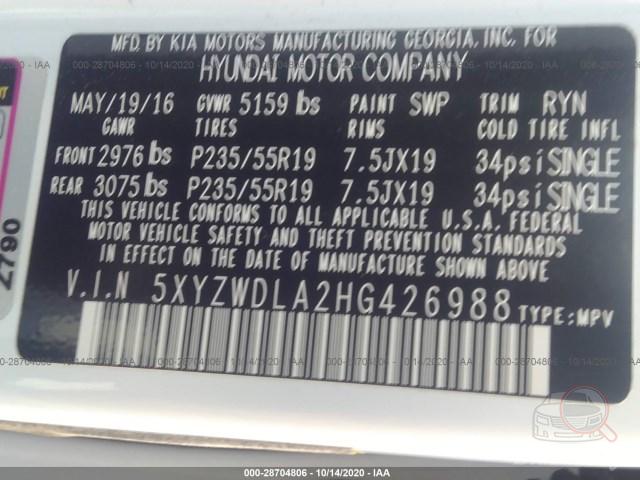 MFD. BY KIA MOTORS MANUFACTURING GEORGIA, INC. FOR
HYUNDAI MOTOR COMPANY
MAY/19/16 GVWR 5159 lbs PAINT SWP TRIM RYN
GAWR TIRES RIMS COLD TIRE INFL
FRONT 2976 lbs P235/55R19 7.5JX19 34psi SINGLE
REAR 3075 lbs P235/55R19 7.5JX19 34psi SINGLE
THIS VEHICLE CONFORMS TO ALL APPLICABLE U.S.A. FEDERAL
MOTOR VEHICLE SAFETY AND THEFT PREVENTION STANDARDS
IN EFFECT ON THE DATE OF MANUFACTURE SHOWN ABOVE.
V.I.N 5XYZWDLA2HG426988 TYPE:MPV
Z790
000-28704806 - 10/14/2020 - IAA